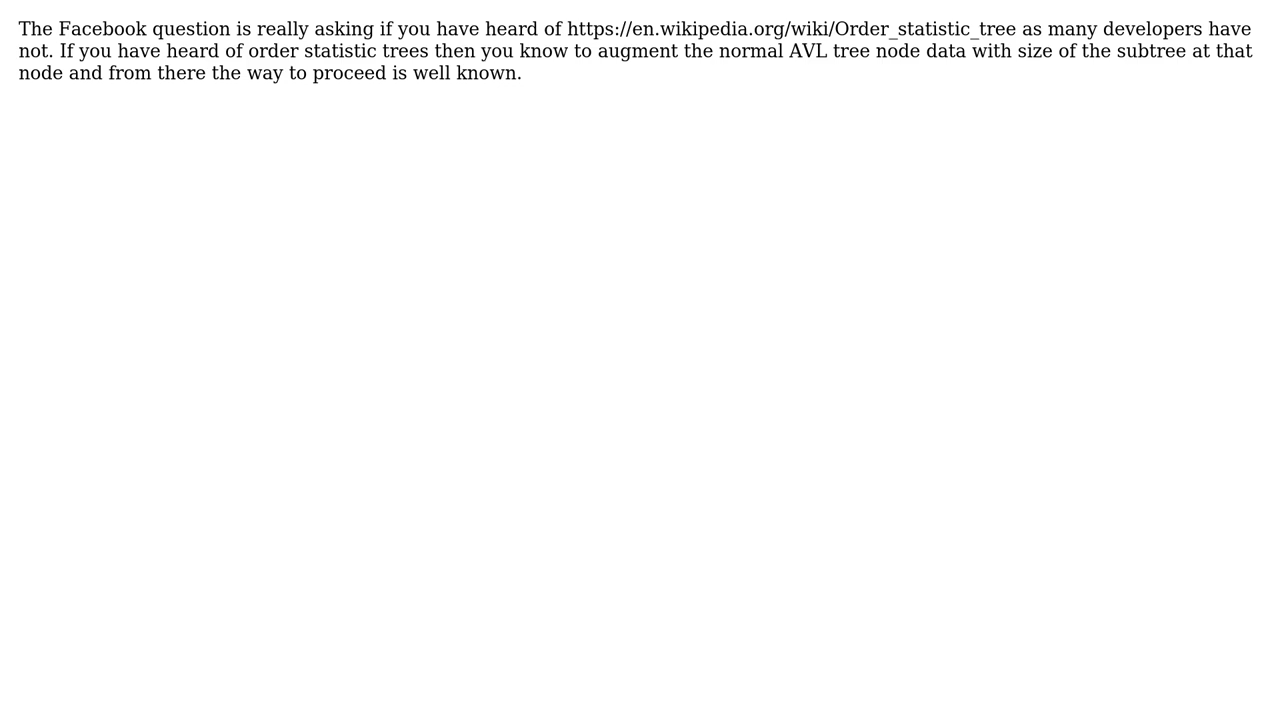 The Facebook question is really asking if you have heard of https://en.wikipedia.org/wiki/Order_statistic_tree as many developers have
not. If you have heard of order statistic trees then you know to augment the normal AVL tree node data with size of the subtree at that
node and from there the way to proceed is well known.